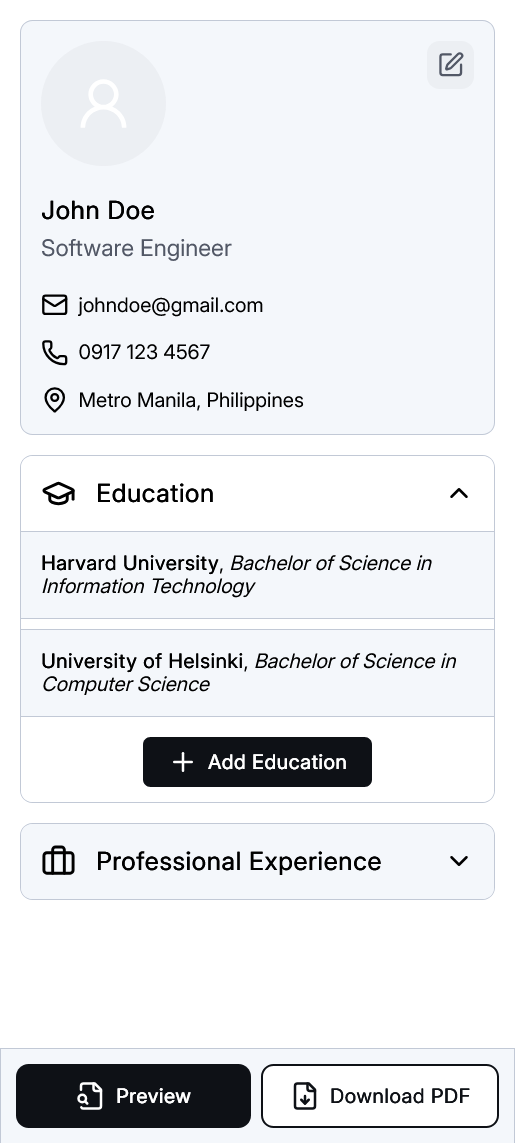 John Doe
Software Engineer
johndoe@gmail.com
0917 123 4567
Metro Manila, Philippines
Education
Harvard University, Bachelor of Science in
Information Technology
University of Helsinki, Bachelor of Science in
Computer Science
Add Education
Professional Experience
Preview
Download PDF